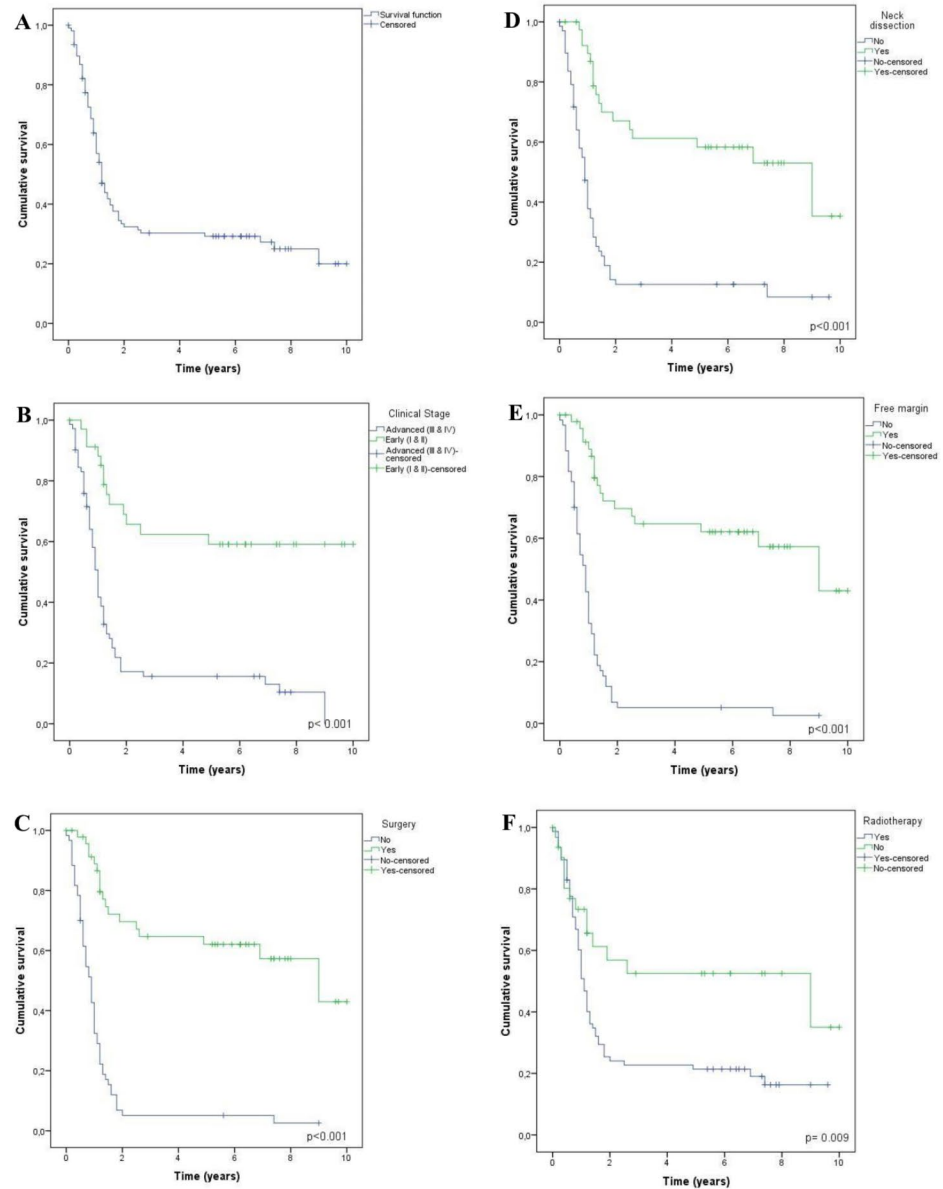 A
Survival function
Censored
1,0
0,8
0,6
0,4
0,2
0,0
Cumulative survival
0 2 4 6 8 10
Time (years)
B
Clinical Stage
Advanced (III & IV)
Early (I & II)
Advanced (III & IV)-
censored
Early (I & II)-censored
1,0
0,8
0,6
0,4
0,2
0,0
Cumulative survival
p< 0.001
0 2 4 6 8 10
Time (years)
C
Surgery
No
Yes
No-censored
Yes-censored
1,0
0,8
0,6
0,4
0,2
0,0
Cumulative survival
p<0.001
0 2 4 6 8 10
Time (years)
D
Neck
dissection
No
Yes
No-censored
Yes-censored
1,0
0,8
0,6
0,4
0,2
0,0
Cumulative survival
p<0.001
0 2 4 6 8 10
Time (years)
E
Free margin
No
Yes
No-censored
Yes-censored
1,0
0,8
0,6
0,4
0,2
0,0
Cumulative survival
p<0.001
0 2 4 6 8 10
Time (years)
F
Radiotherapy
Yes
No
Yes-censored
No-censored
1,0
0,8
0,6
0,4
0,2
0,0
Cumulative survival
p= 0.009
0 2 4 6 8 10
Time (years)